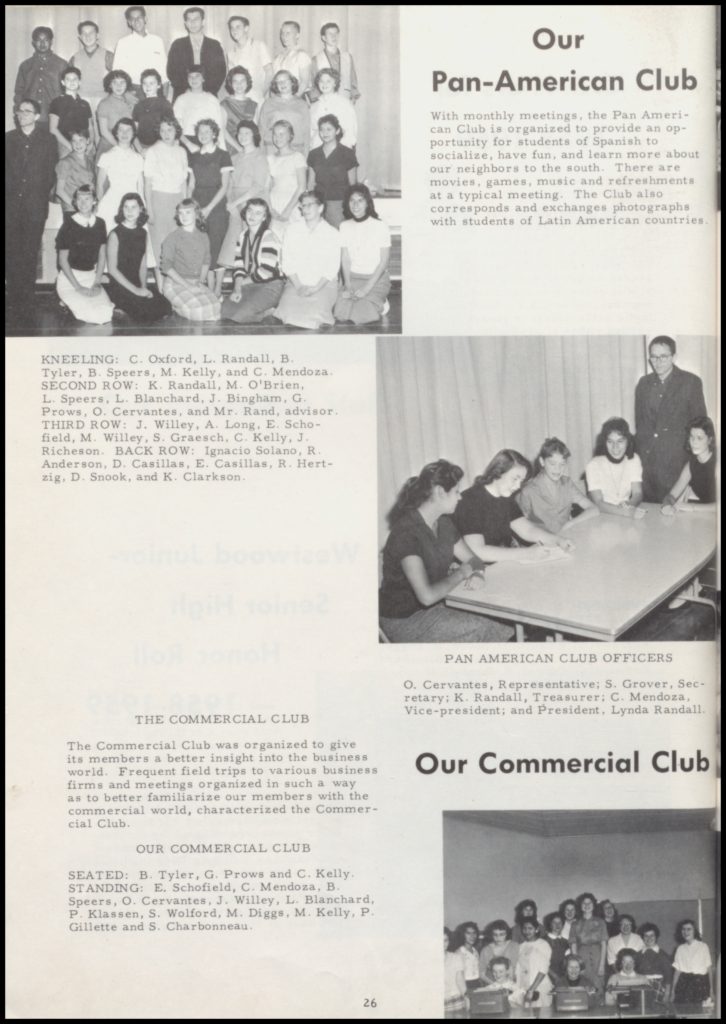 Our
Pan-American Club
With monthly meetings, the Pan Ameri-
can Club is organized to provide an op-
portunity for students of Spanish to
socialize, have fun, and learn more about
our neighbors to the south. There are
movies, games, music and refreshments
at a typical meeting. The Club also
corresponds and exchanges photographs
with students of Latin American countries.
KNEELING: C. Oxford, L. Randall, B.
Tyler, B. Speers, M. Kelly, and C. Mendoza.
SECOND ROW: K. Randall, M. O'Brien,
L. Speers, L. Blanchard, J. Bingham, G.
Prows, O. Cervantes, and Mr. Rand, advisor.
THIRD ROW: J. Willey, A. Long, E. Scho-
field, M. Willey, S. Graesch, C. Kelly, J.
Richeson. BACK ROW: Ignacio Solano, R.
Anderson, D. Casillas, E. Casillas, R. Hert-
zig, D. Snook, and K. Clarkson.
PAN AMERICAN CLUB OFFICERS
O. Cervantes, Representative; S. Grover, Sec-
retary; K. Randall, Treasurer; C. Mendoza,
Vice-president; and President, Lynda Randall.
THE COMMERCIAL CLUB
The Commercial Club was organized to give
its members a better insight into the business
world. Frequent field trips to various business
firms and meetings organized in such a way
as to better familiarize our members with the
commercial world, characterized the Commer-
cial Club.
Our Commercial Club
OUR COMMERCIAL CLUB
SEATED: B. Tyler, G. Prows and C. Kelly.
STANDING: E. Schofield, C. Mendoza, B.
Speers, O. Cervantes, J. Willey, L. Blanchard,
P. Klassen, S. Wolford, M. Diggs, M. Kelly, P.
Gillette and S. Charbonneau.
26
Westwood Junior-
Senior High
Honor Roll
1958-1959